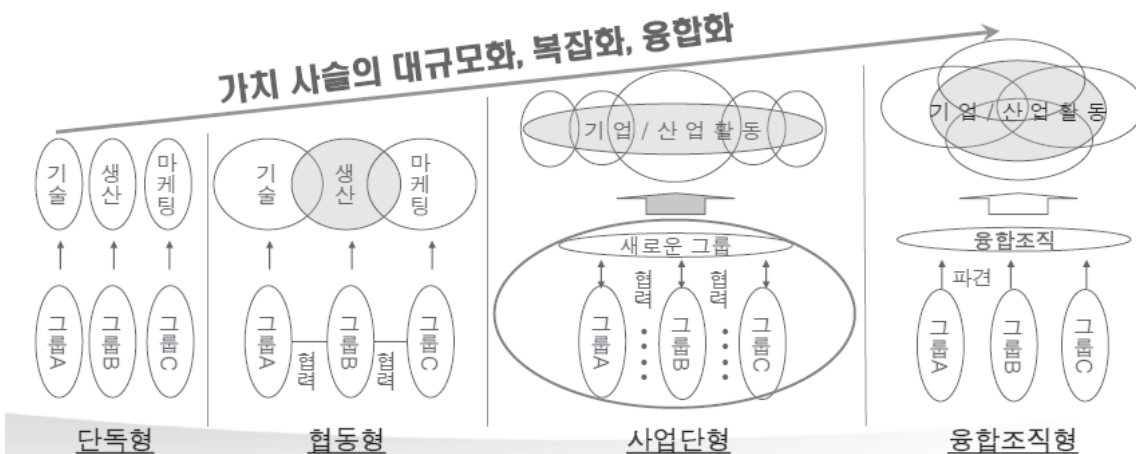 가치 사슬의 대규모화, 복잡화, 융합화
기술
생산
마케팅
그룹A
그룹B
그룹C
단독형
기술
생산
마케팅
그룹A
협력
그룹B
협력
그룹C
협동형
기 업 / 산 업 활 동
새로운 그룹
협력
협력
그룹A
그룹B
그룹C
사업단형
기 업 / 산 업 활 동
융합조직
파견
그룹A
그룹B
그룹C
융합조직형